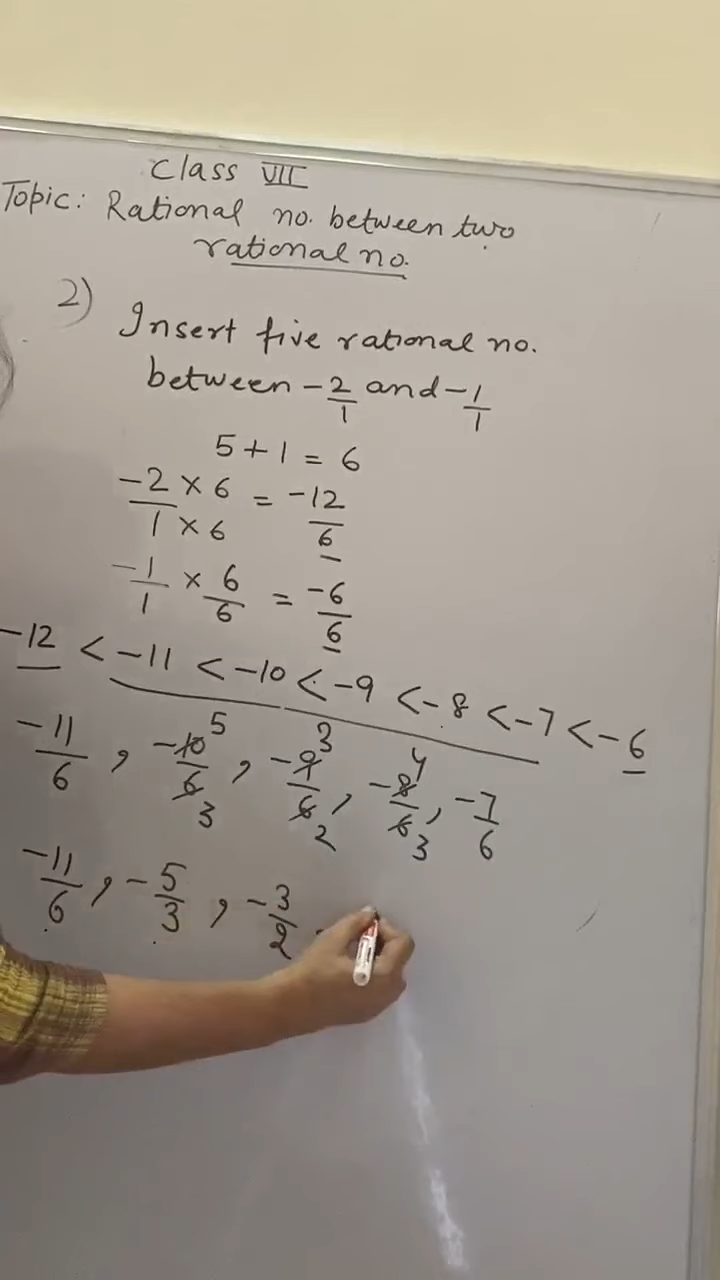 Class VII
Topic: Rational no. between two
rational no.
2) Insert five rational no.
between -2/1 and -1/1
5 + 1 = 6
-2 × 6 / 1 × 6 = -12/6
-1/1 × 6/6 = -6/6
-12 < -11 < -10 < -9 < -8 < -7 < -6
-11/6 , -10/6 5/3 , -9/6 3/2 , -8/6 4/3 , -7/6
-11/6 , -5/3 , -3/2